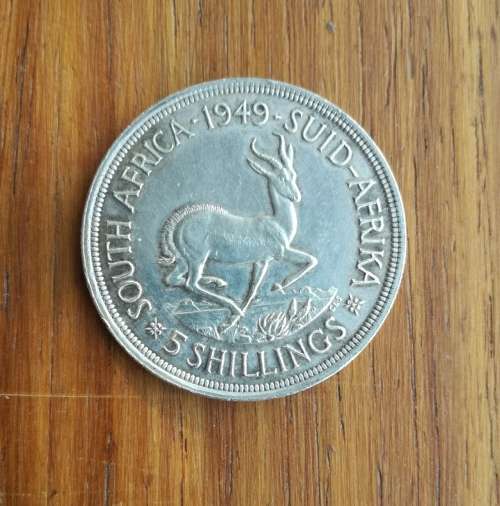 SOUTH AFRICA · 1949 · SUID-AFRIKA
5 SHILLINGS